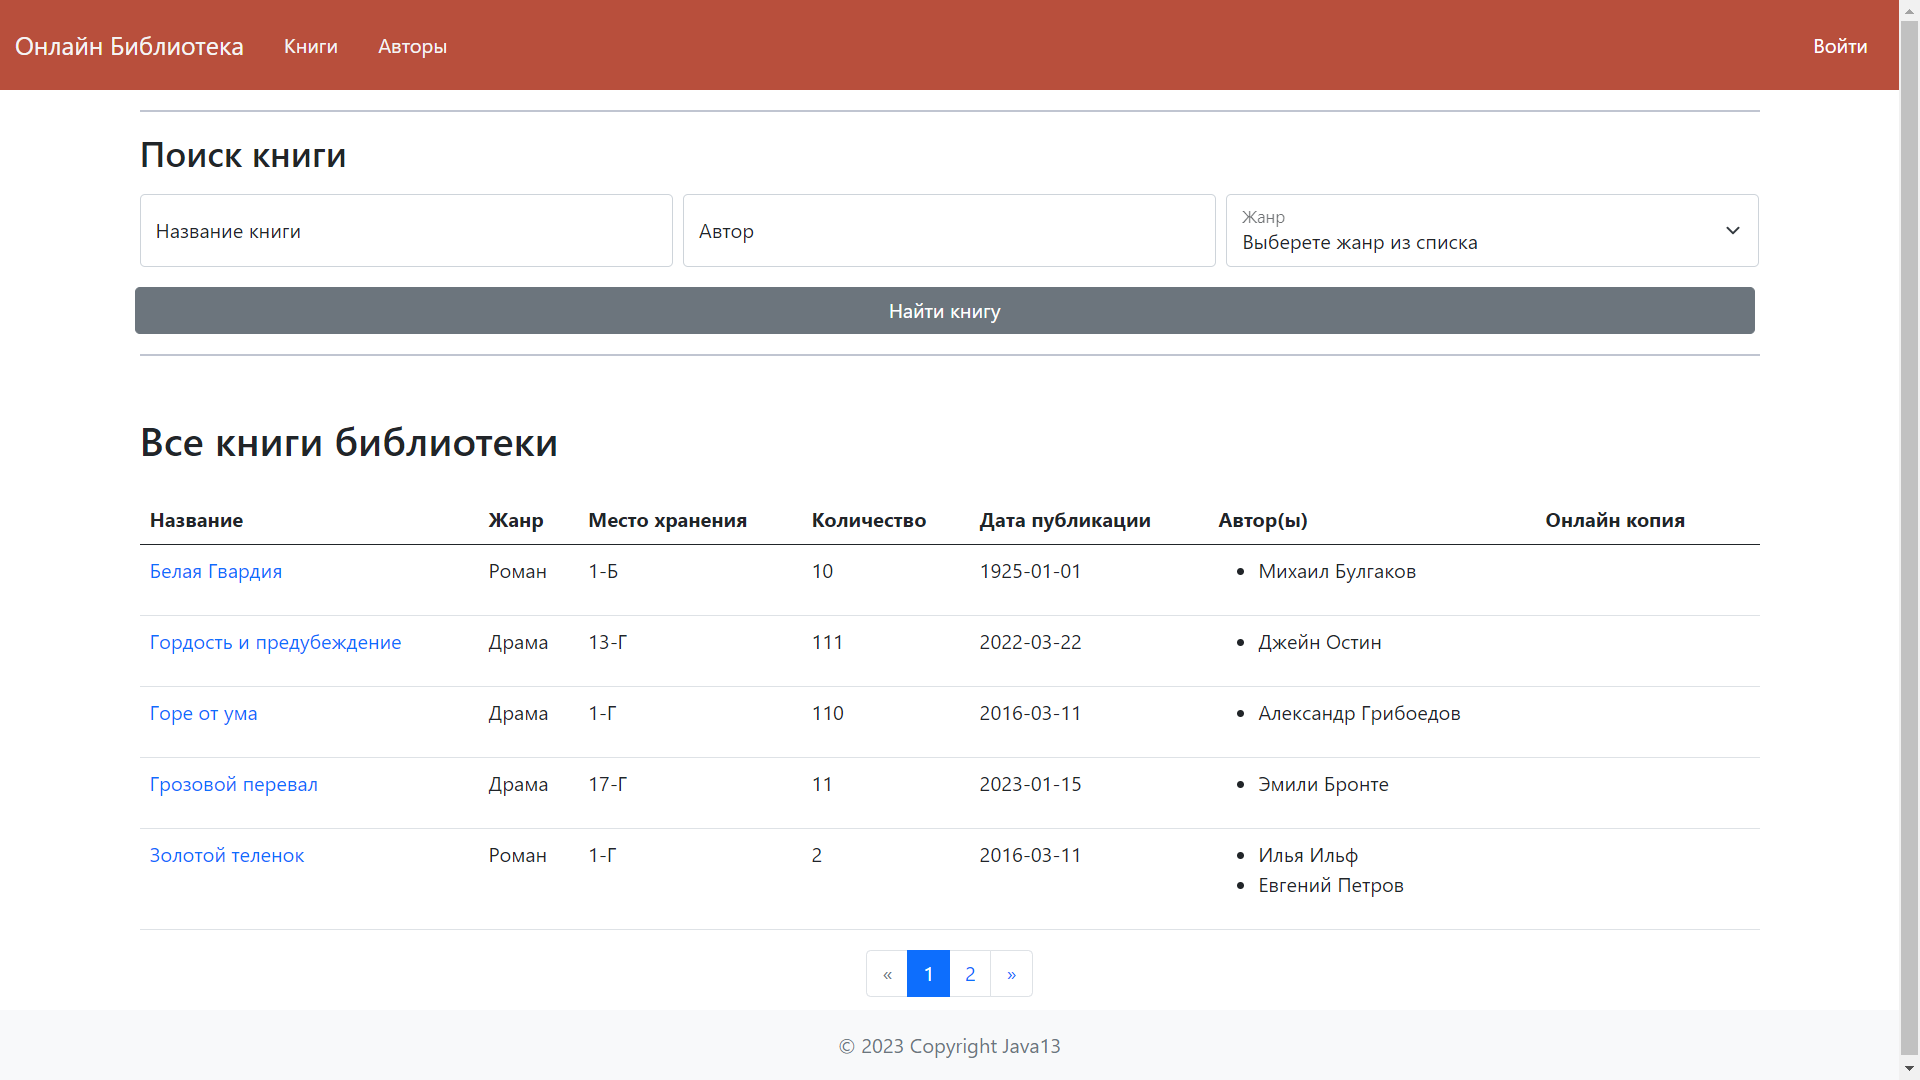 Онлайн Библиотека Книги Авторы Войти
Поиск книги
Название книги Автор Жанр
Выберете жанр из списка
Найти книгу
Все книги библиотеки
Название Жанр Место хранения Количество Дата публикации Автор(ы) Онлайн копия
Белая Гвардия Роман 1-Б 10 1925-01-01 • Михаил Булгаков
Гордость и предубеждение Драма 13-Г 111 2022-03-22 • Джейн Остин
Горе от ума Драма 1-Г 110 2016-03-11 • Александр Грибоедов
Грозовой перевал Драма 17-Г 11 2023-01-15 • Эмили Бронте
Золотой теленок Роман 1-Г 2 2016-03-11 • Илья Ильф
• Евгений Петров
« 1 2 »
© 2023 Copyright Java13